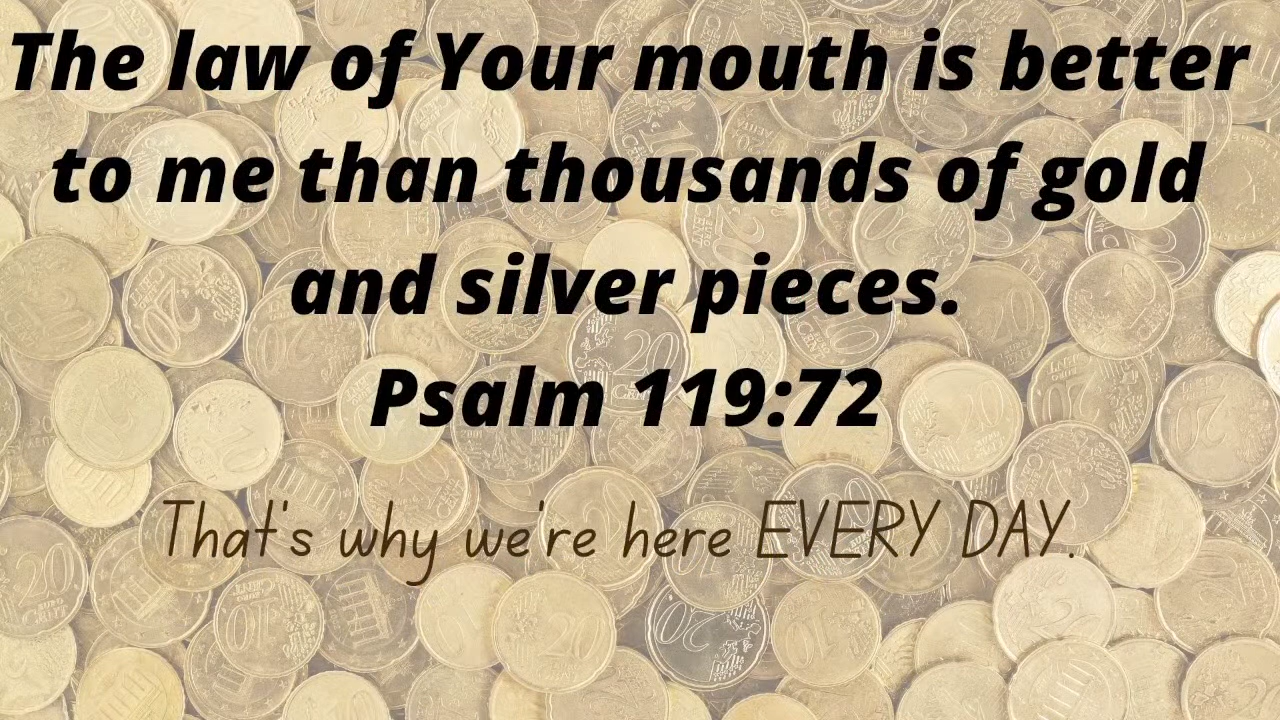 The law of Your mouth is better
to me than thousands of gold
and silver pieces.
Psalm 119:72
That's why we're here EVERY DAY.